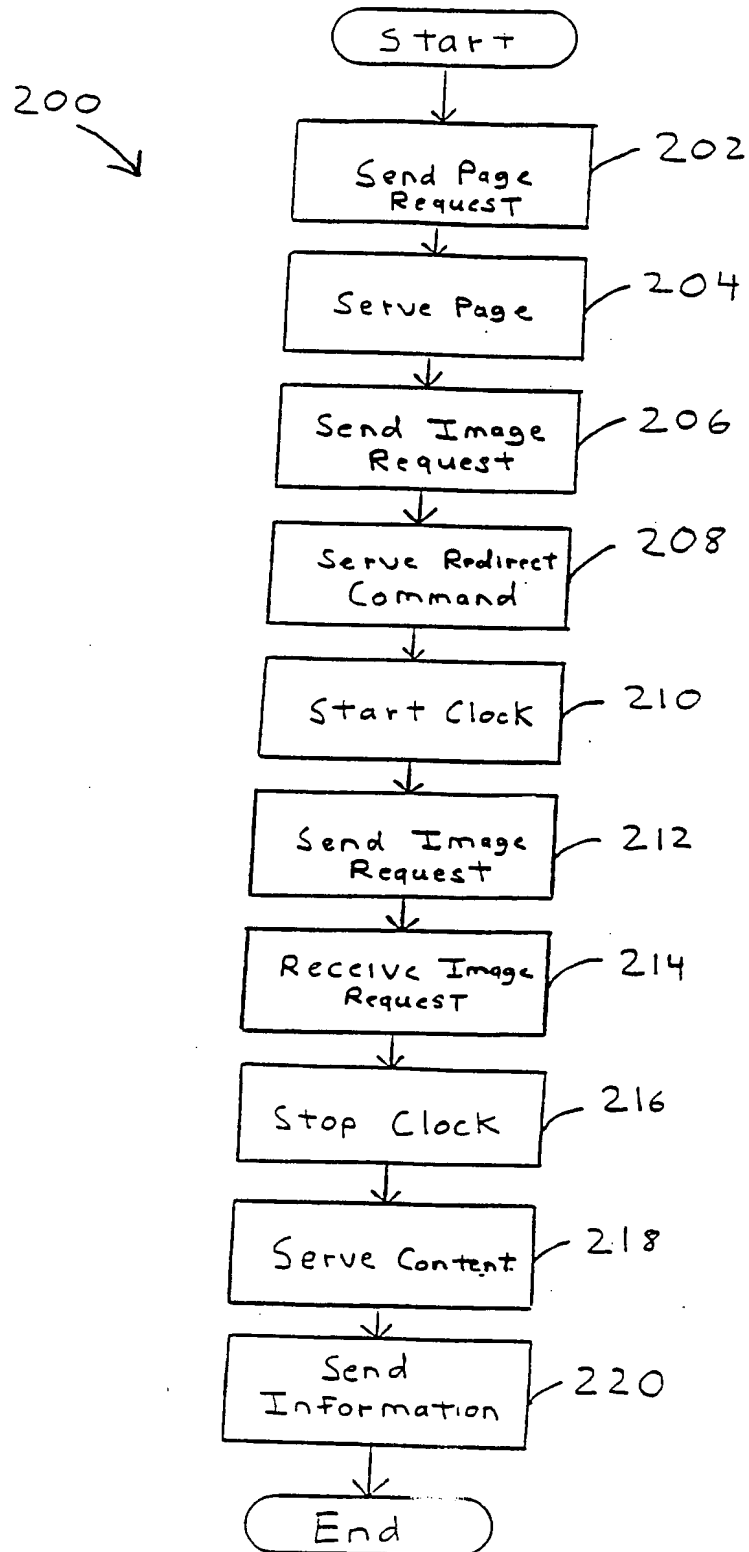 Start
200
Send Page
Request
202
Serve Page
204
Send Image
Request
206
Serve Redirect
Command
208
Start Clock
210
Send Image
Request
212
Receive Image
Request
214
Stop Clock
216
Serve Content
218
Send
Information
220
End